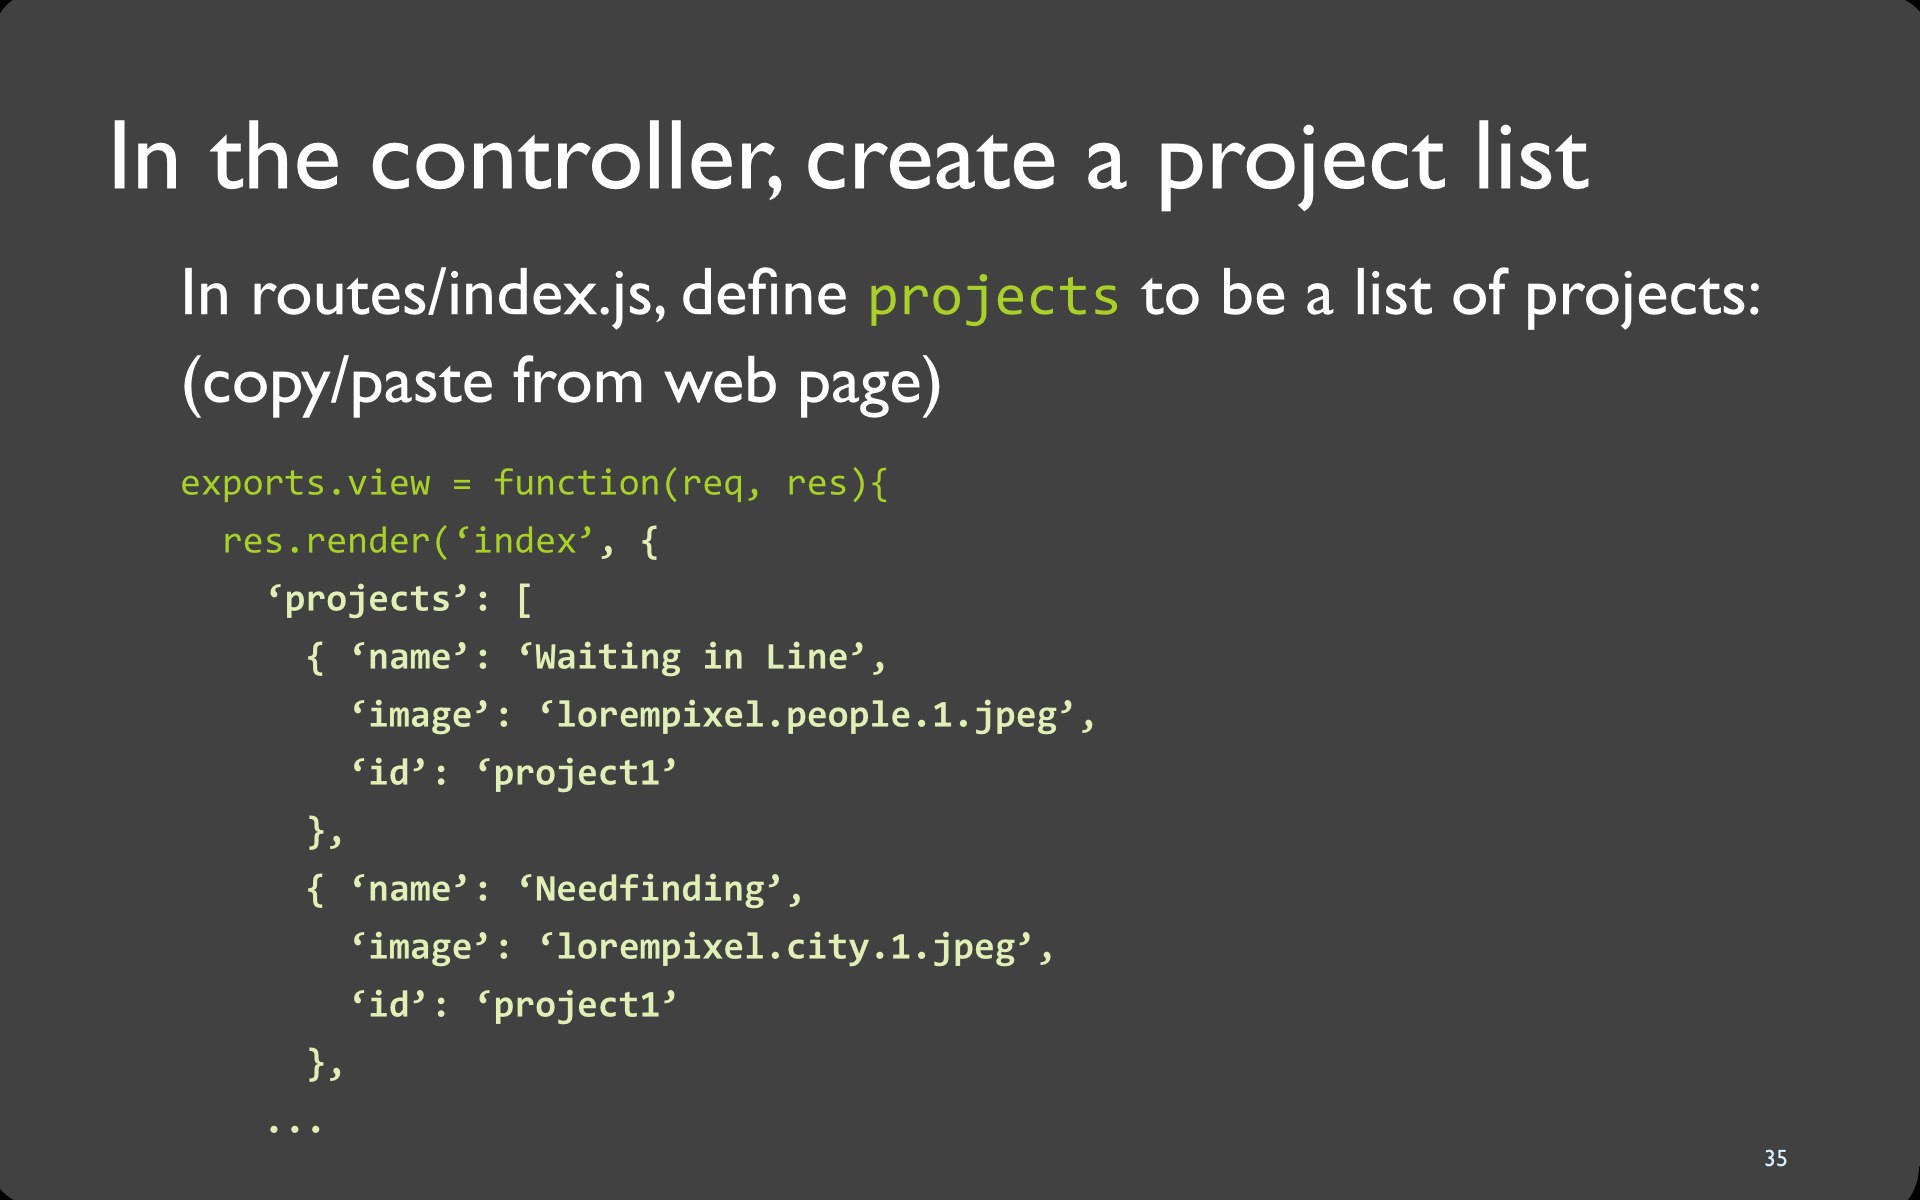 In the controller, create a project list
In routes/index.js, define projects to be a list of projects:
(copy/paste from web page)
exports.view = function(req, res){
  res.render(‘index’, {
    ‘projects’: [
      { ‘name’: ‘Waiting in Line’,
        ‘image’: ‘lorempixel.people.1.jpeg’,
        ‘id’: ‘project1’
      },
      { ‘name’: ‘Needfinding’,
        ‘image’: ‘lorempixel.city.1.jpeg’,
        ‘id’: ‘project1’
      },
    ...
35